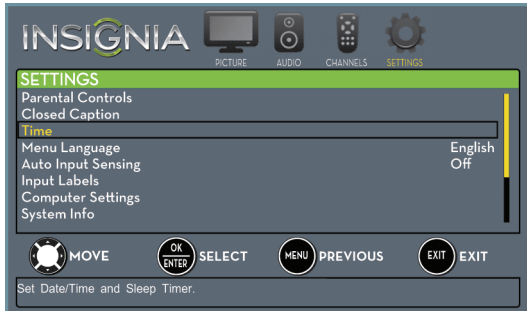 INSIGNIA
PICTURE AUDIO CHANNELS SETTINGS
SETTINGS
Parental Controls
Closed Caption
Time
Menu Language English
Auto Input Sensing Off
Input Labels
Computer Settings
System Info
MOVE OK ENTER SELECT MENU PREVIOUS EXIT EXIT
Set Date/Time and Sleep Timer.